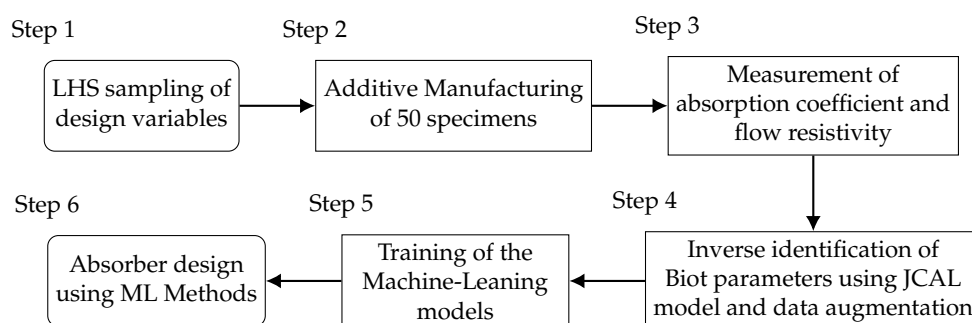 Step 1
LHS sampling of
design variables
Step 2
Additive Manufacturing
of 50 specimens
Step 3
Measurement of
absorption coefficient and
flow resistivity
Step 4
Inverse identification of
Biot parameters using JCAL
model and data augmentation
Step 5
Training of the
Machine-Leaning
models
Step 6
Absorber design
using ML Methods